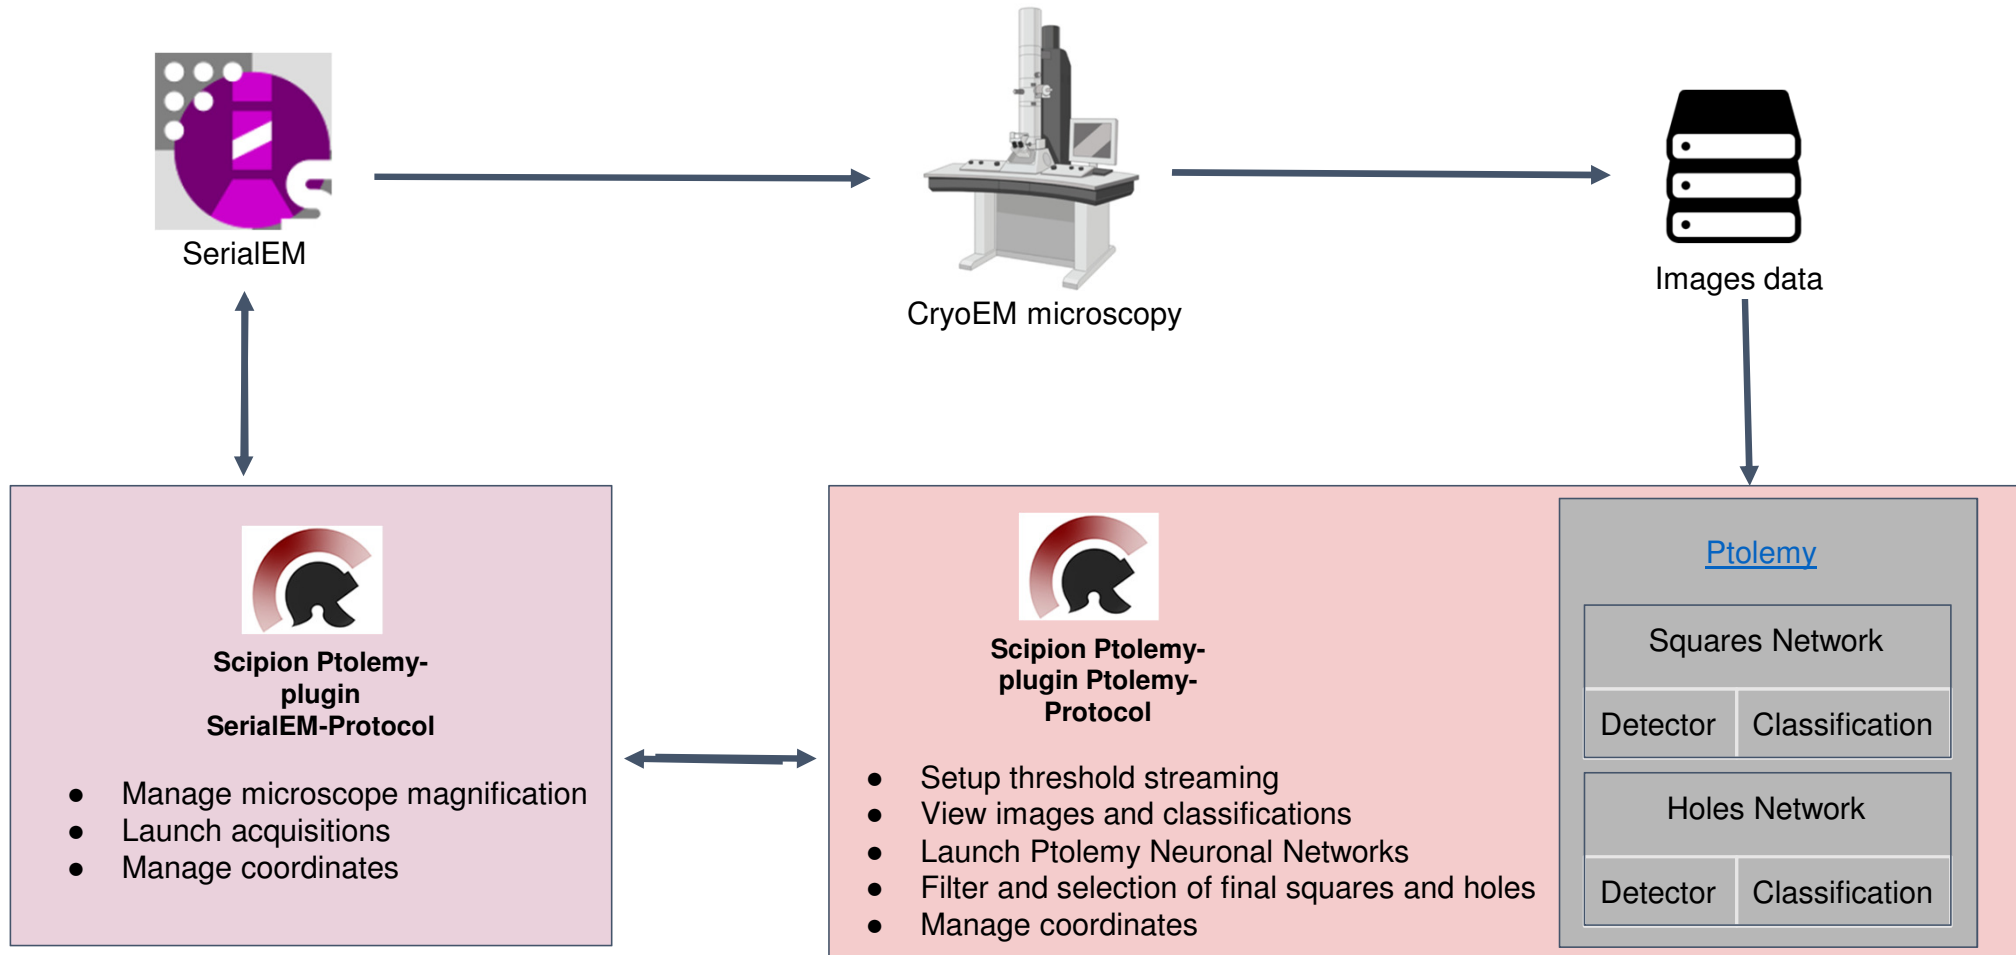 SerialEM
CryoEM microscopy
Images data
Scipion Ptolemy-
plugin
SerialEM-Protocol
● Manage microscope magnification
● Launch acquisitions
● Manage coordinates
Scipion Ptolemy-
plugin Ptolemy-
Protocol
● Setup threshold streaming
● View images and classifications
● Launch Ptolemy Neuronal Networks
● Filter and selection of final squares and holes
● Manage coordinates
Ptolemy
Squares Network
Detector Classification
Holes Network
Detector Classification